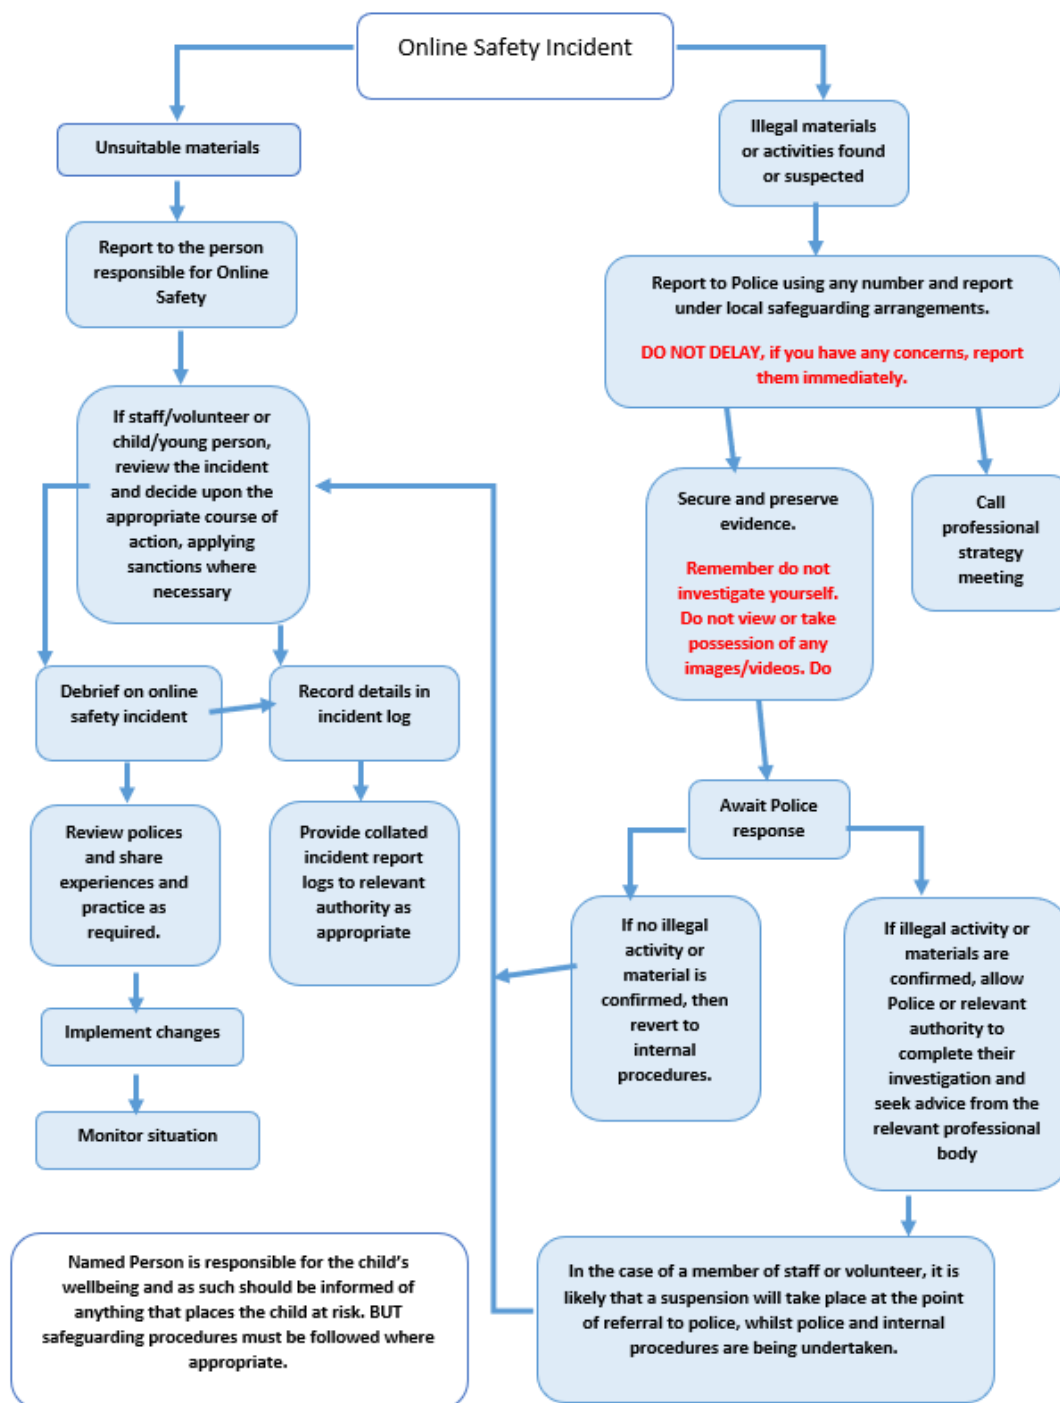 Online Safety Incident
Unsuitable materials
Illegal materials
or activities found
or suspected
Report to the person
responsible for Online
Safety
Report to Police using any number and report
under local safeguarding arrangements.
DO NOT DELAY, if you have any concerns, report
them immediately.
If staff/volunteer or
child/young person,
review the incident
and decide upon the
appropriate course of
action, applying
sanctions where
necessary
Secure and preserve
evidence.
Remember do not
investigate yourself.
Do not view or take
possession of any
images/videos. Do
Call
professional
strategy
meeting
Debrief on online
safety incident
Record details in
incident log
Review polices
and share
experiences and
practice as
required.
Provide collated
incident report
logs to relevant
authority as
appropriate
Await Police
response
If no illegal
activity or
material is
confirmed, then
revert to
internal
procedures.
If illegal activity or
materials are
confirmed, allow
Police or relevant
authority to
complete their
investigation and
seek advice from the
relevant professional
body
Implement changes
Monitor situation
Named Person is responsible for the child's
wellbeing and as such should be informed of
anything that places the child at risk. BUT
safeguarding procedures must be followed where
appropriate.
In the case of a member of staff or volunteer, it is
likely that a suspension will take place at the point
of referral to police, whilst police and internal
procedures are being undertaken.